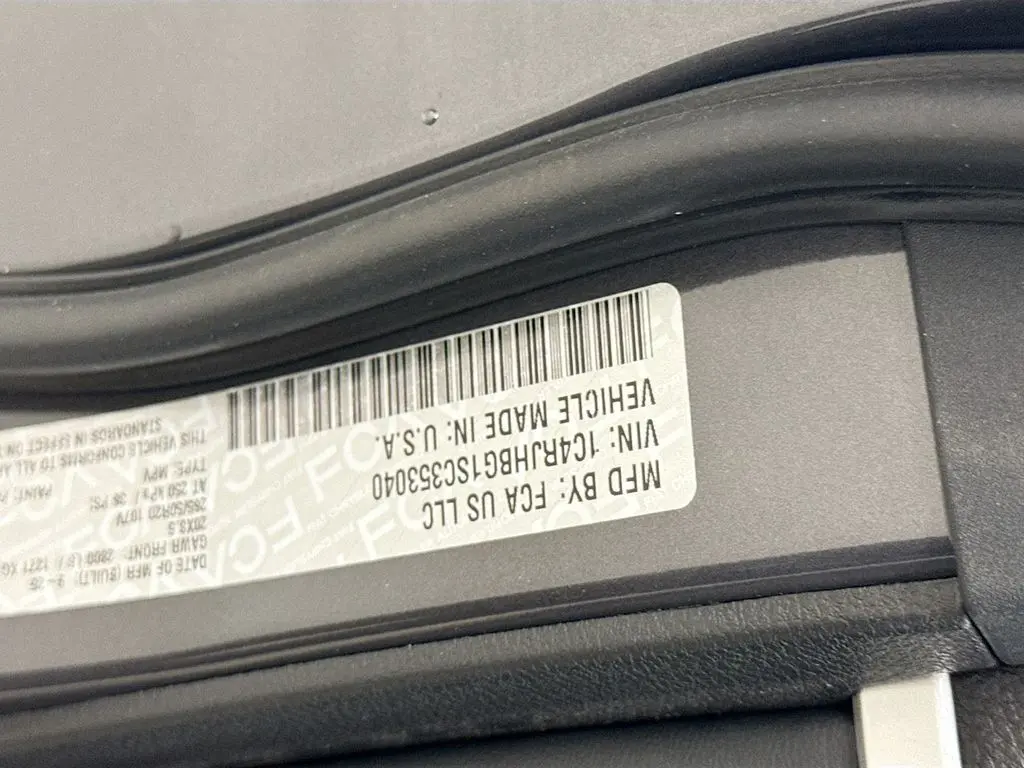 MFD BY: FCA US LLC
VIN: 1C4RJHBG1SC353040
VEHICLE MADE IN: U.S.A.
DATE OF MFR (BUILT): 9-25
GAWR FRONT: 2800 LB / 1271 KG
20X8.5
265/50R20 107V
AT 250 kPa / 36 PSI
TYPE: MPV PAINT:
THIS VEHICLE CONFORMS TO ALL
STANDARDS IN EFFECT ON